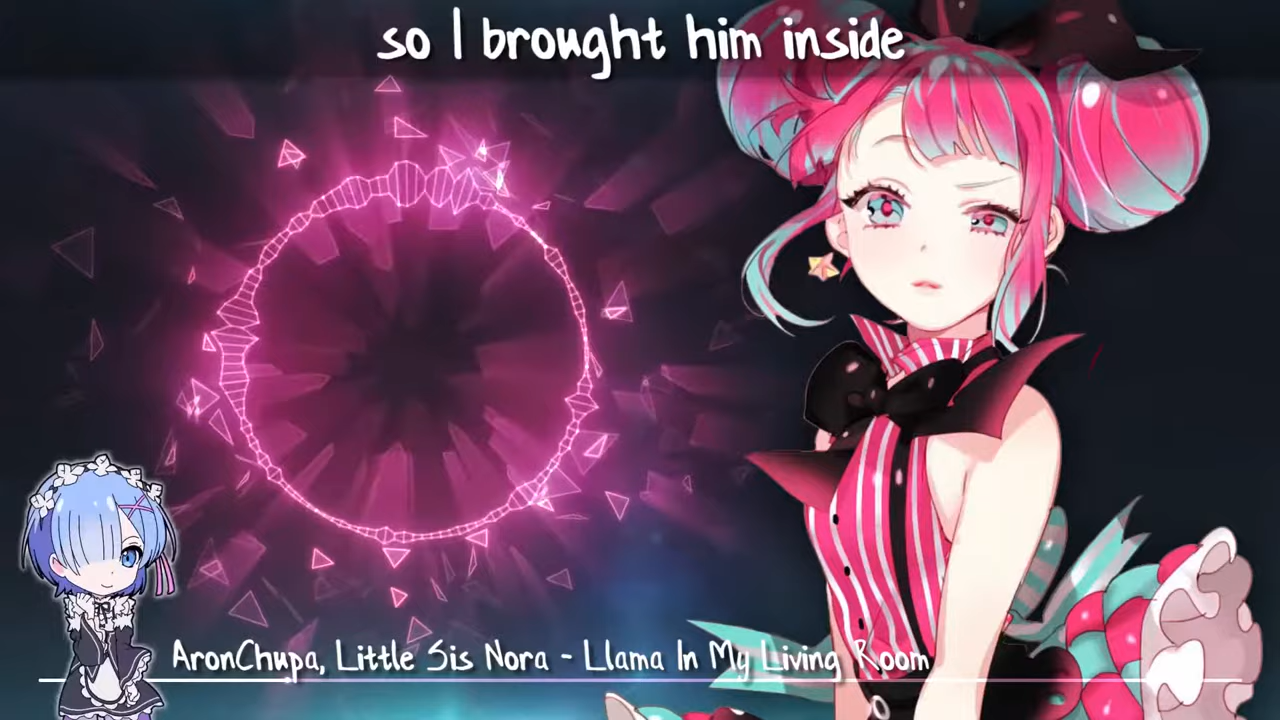 so I brought him inside
AronChupa, Little Sis Nora - Llama In My Living Room